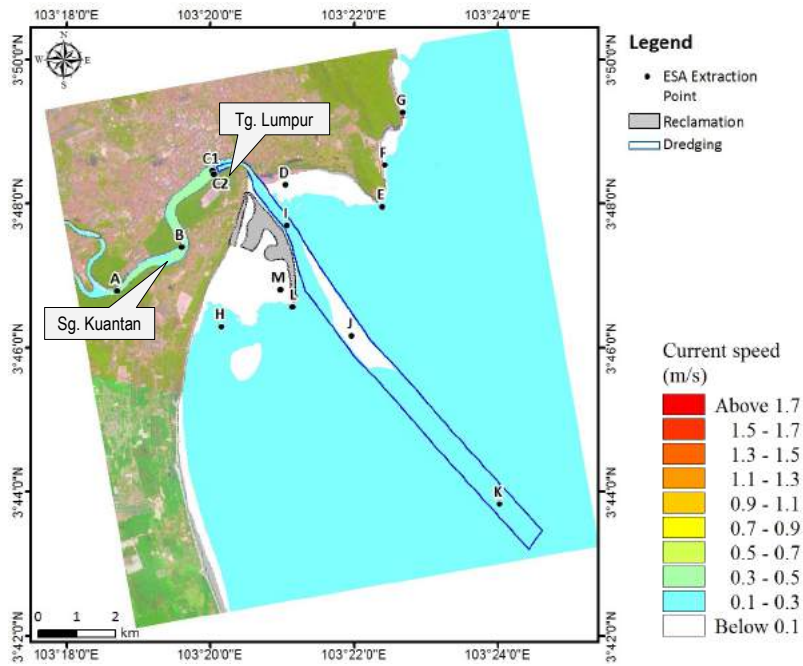 103°18'0"E 103°20'0"E 103°22'0"E 103°24'0"E
N
W E
S
3°50'0"N 3°50'0"N
Legend
ESA Extraction
Point
Reclamation
Dredging
G
Tg. Lumpur
F
C1
C2
D
E
3°48'0"N 3°48'0"N
I
B
A
M
L
Sg. Kuantan
H
J
3°46'0"N 3°46'0"N
Current speed
(m/s)
Above 1.7
1.5 - 1.7
1.3 - 1.5
1.1 - 1.3
0.9 - 1.1
0.7 - 0.9
0.5 - 0.7
0.3 - 0.5
0.1 - 0.3
Below 0.1
K
3°44'0"N 3°44'0"N
0 1 2
km
3°42'0"N 3°42'0"N
103°18'0"E 103°20'0"E 103°22'0"E 103°24'0"E